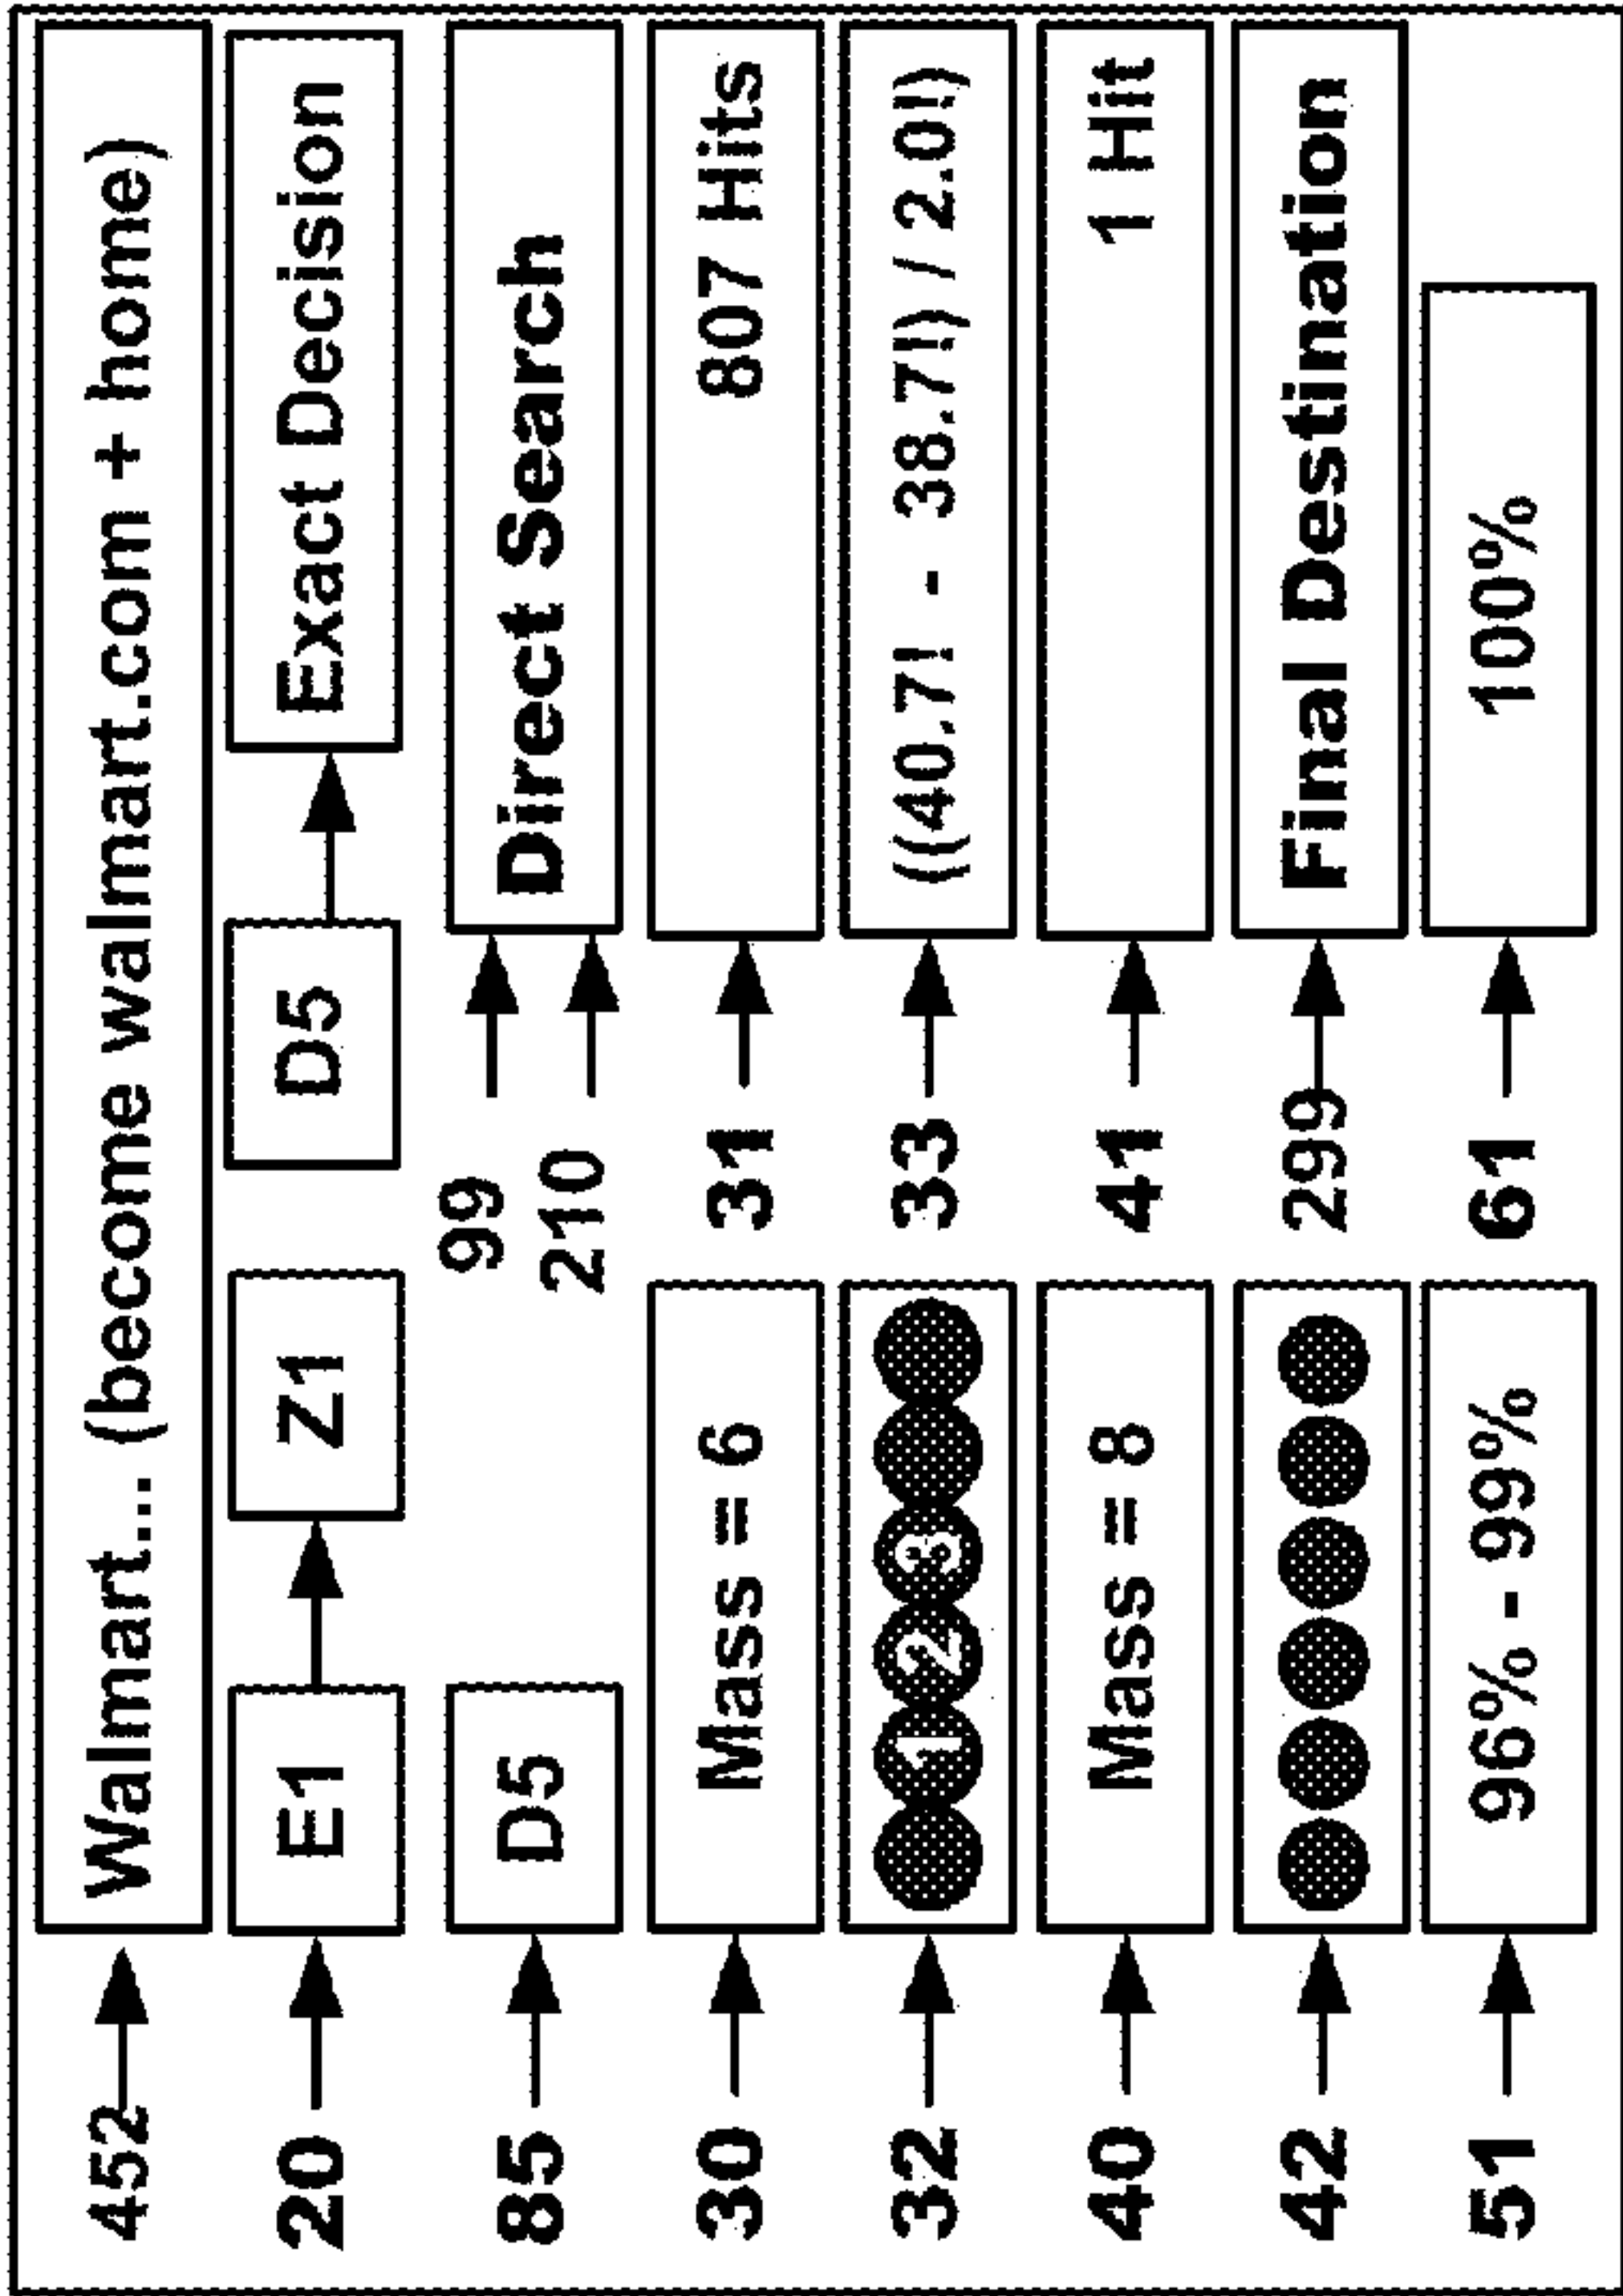 452 Walmart... (become walmart.com + home)
20 E1 Z1 D5 Exact Decision
85 D5 99 210 Direct Search
30 Mass = 6 31 807 Hits
32 1 2 3 33 ((40.7! - 38.7!) / 2.0!)
40 Mass = 8 41 1 Hit
42 299 Final Destination
51 96% - 99% 61 100%